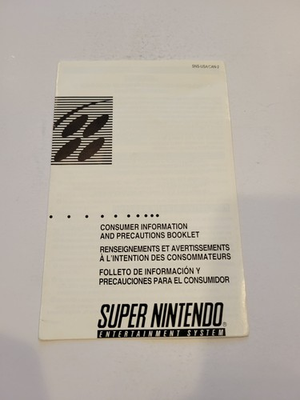 CONSUMER INFORMATION
AND PRECAUTIONS BOOKLET
RENSEIGNEMENTS ET AVERTISSEMENTS
À L'INTENTION DES CONSOMMATEURS
FOLLETO DE INFORMACIÓN Y
PRECAUCIONES PARA EL CONSUMIDOR
SUPER NINTENDO®
ENTERTAINMENT SYSTEM